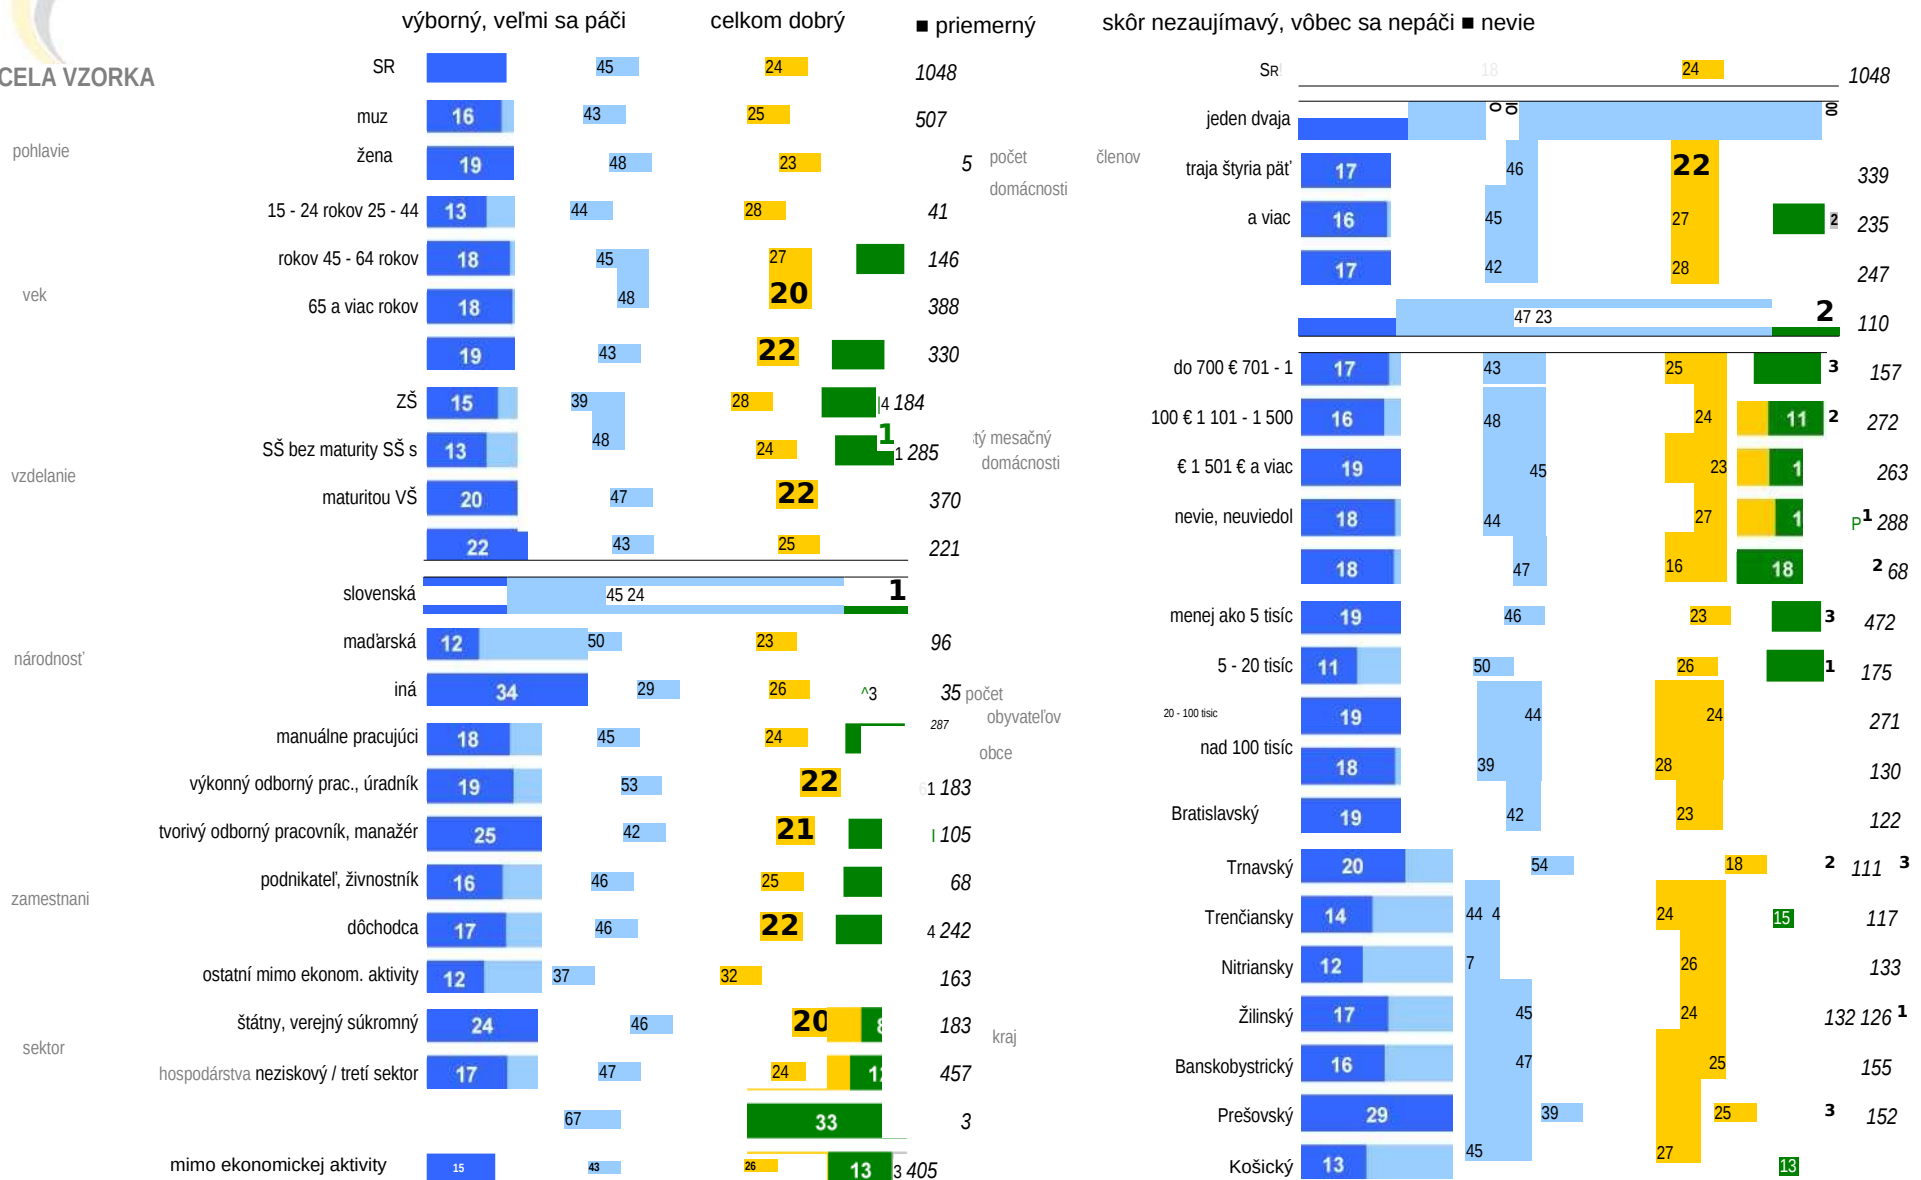 výborný, veľmi sa páči celkom dobrý ■ priemerný skôr nezaujímavý, vôbec sa nepáči ■ nevie
CELA VZORKA
SR 45 24 1048
pohlavie
muz 16 43 25 507
žena 19 48 23 5
vek
15 - 24 rokov 25 - 44 13 44 28 41
rokov 45 - 64 rokov 18 45 27 146
65 a viac rokov 18 48 20 388
19 43 22 330
vzdelanie
ZŠ 15 39 28 4 184
SŠ bez maturity SŠ s 13 48 24 1 1 285
maturitou VŠ 20 47 22 370
22 43 25 221
národnosť
slovenská 45 24 1
maďarská 12 50 23 96
iná 34 29 26 ^3 35
zamestnani
manuálne pracujúci 18 45 24 287
výkonný odborný prac., úradník 19 53 22 61 183
tvorivý odborný pracovník, manažér 25 42 21 I 105
podnikateľ, živnostník 16 46 25 68
dôchodca 17 46 22 4 242
ostatní mimo ekonom. aktivity 12 37 32 163
sektor
štátny, verejný súkromný 24 46 20 8 183
hospodárstva neziskový / tretí sektor 17 47 24 457
67 33 3
mimo ekonomickej aktivity 15 43 26 13 3 405
SR 18 24 1048
jeden dvaja
počet členov
domácnosti
traja štyria päť 17 46 22 339
a viac 16 45 27 2 235
17 42 28 247
47 23 2 110
tý mesačný
domácnosti
do 700 € 701 - 1 17 43 25 3 157
100 € 1 101 - 1 500 16 48 24 11 2 272
€ 1 501 € a viac 19 45 23 1 263
nevie, neuviedol 18 44 27 1 P1 288
18 47 16 18 2 68
počet
obyvateľov
obce
menej ako 5 tisíc 19 46 23 3 472
5 - 20 tisíc 11 50 26 1 175
20 - 100 tisic 19 44 24 271
nad 100 tisíc 18 39 28 130
kraj
Bratislavský 19 42 23 122
Trnavský 20 54 18 2 111 3
Trenčiansky 14 44 4 24 15 117
Nitriansky 12 7 26 133
Žilinský 17 45 24 132 126 1
Banskobystrický 16 47 25 155
Prešovský 29 39 25 3 152
Košický 13 45 27 13